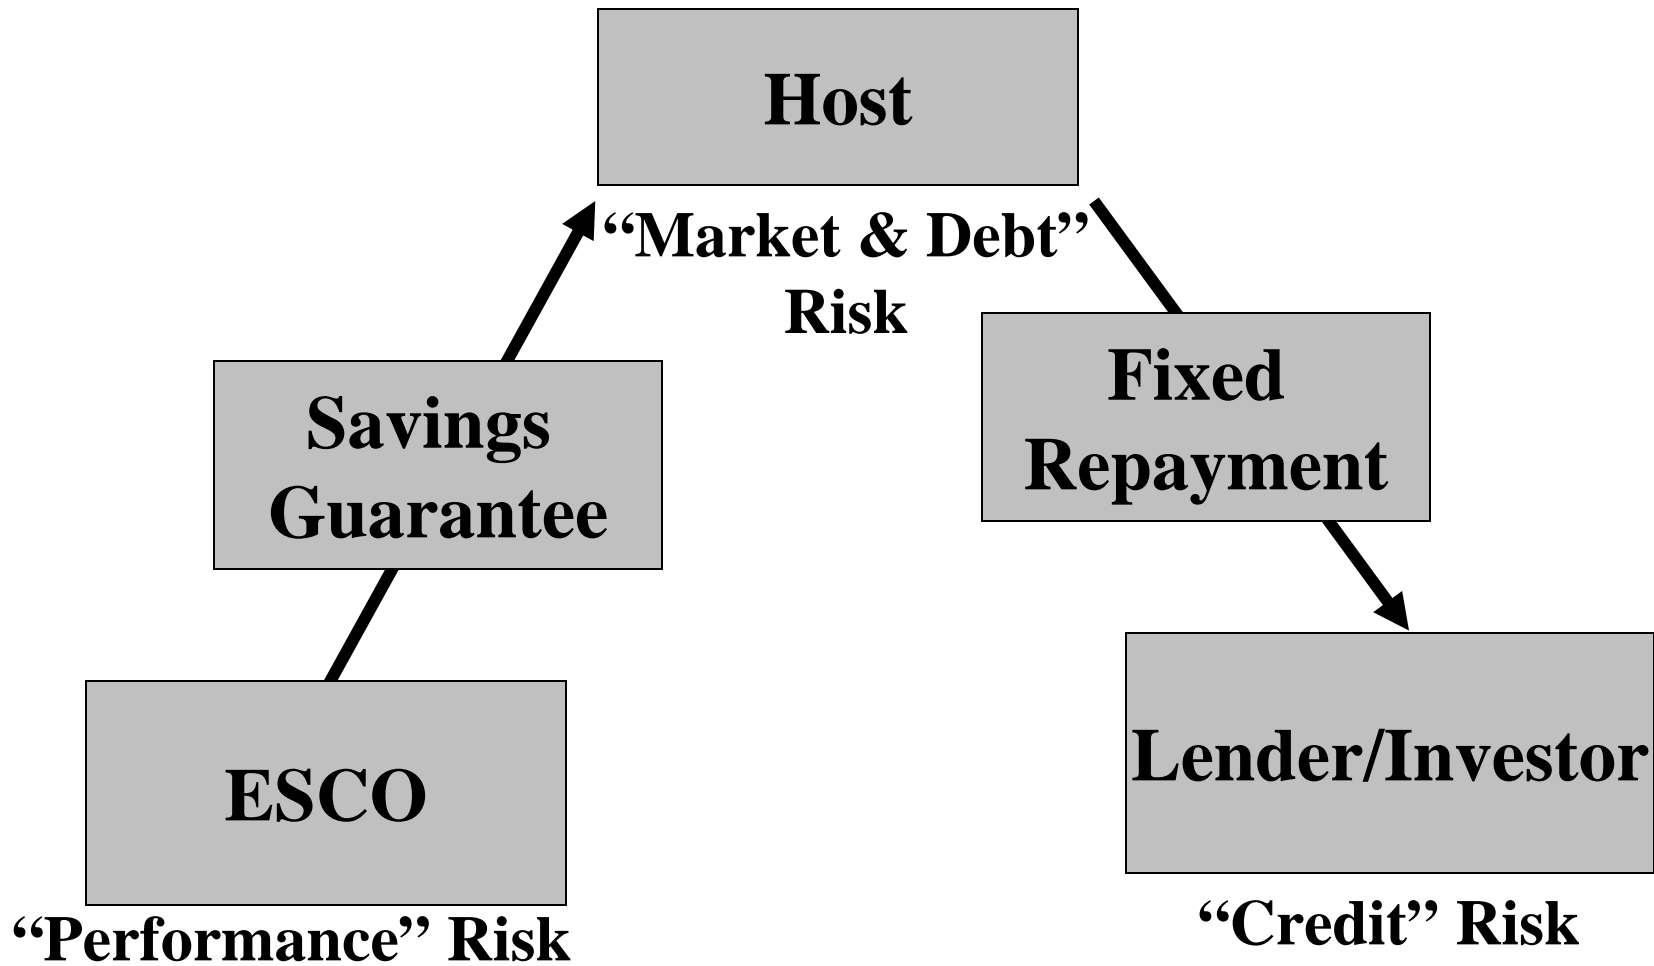 Host
“Market & Debt”
Risk
Savings
Guarantee
Fixed
Repayment
ESCO
“Performance” Risk
Lender/Investor
“Credit” Risk